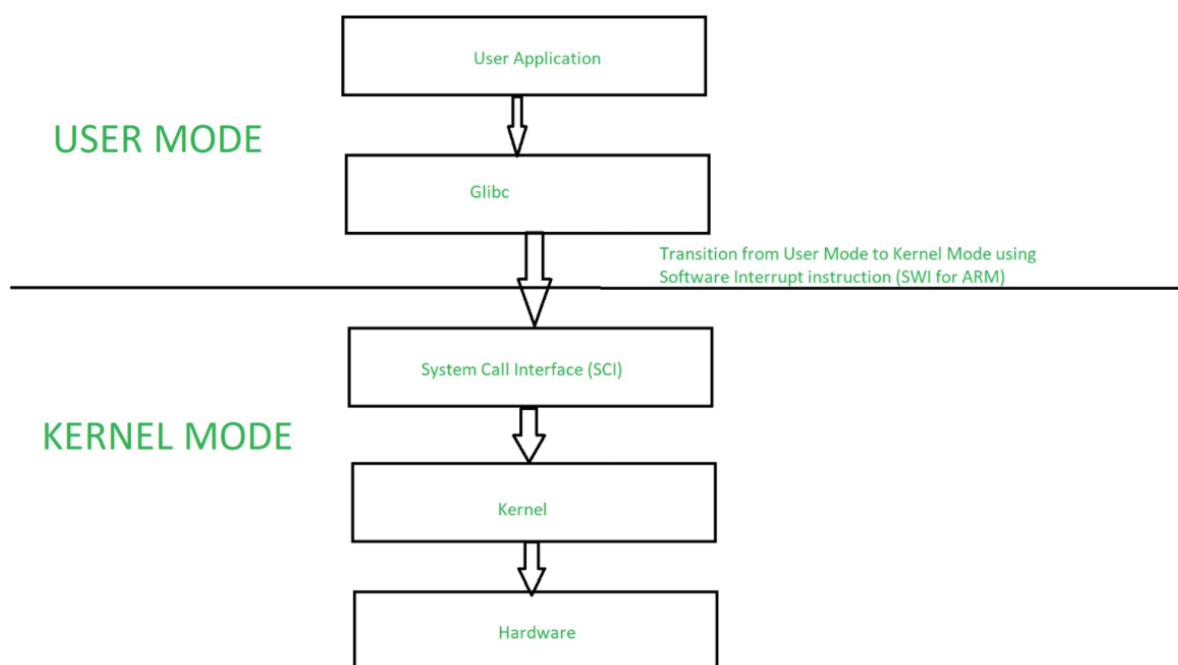 User Application
USER MODE
Glibc
Transition from User Mode to Kernel Mode using
Software Interrupt instruction (SWI for ARM)
System Call Interface (SCI)
KERNEL MODE
Kernel
Hardware